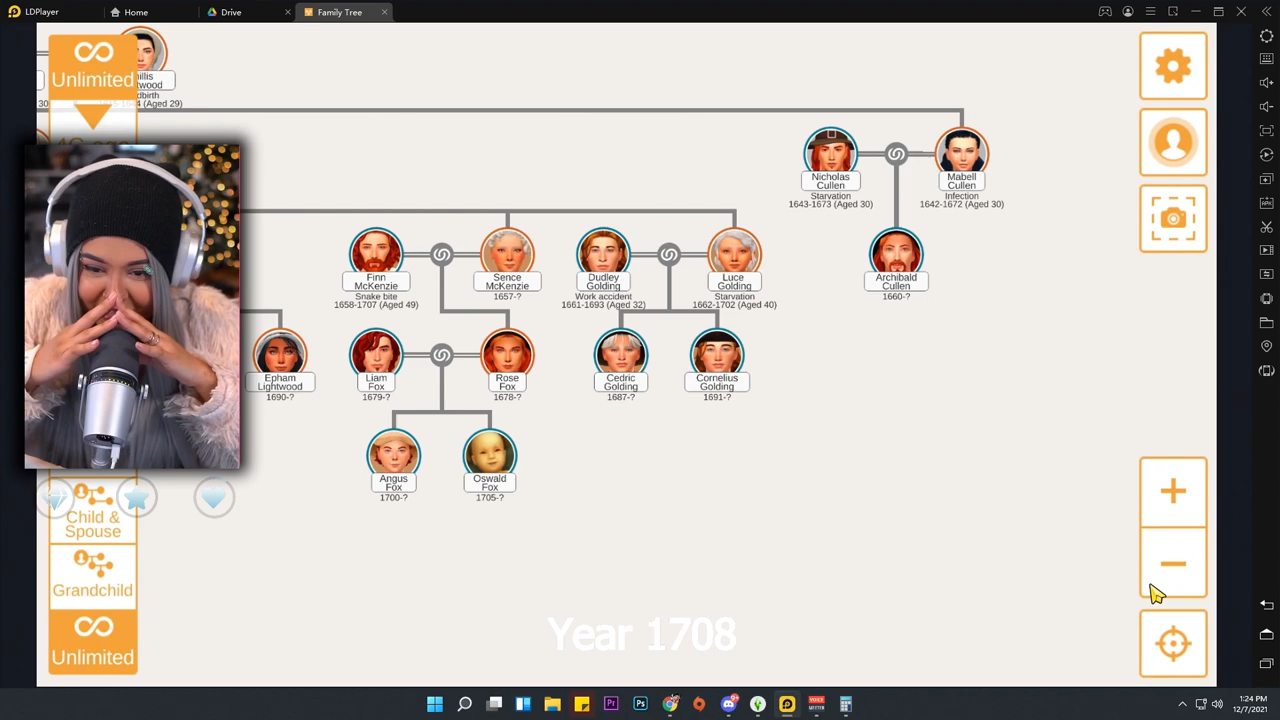 LDPlayer
Home
Drive
Family Tree
Unlimited
30
Aged 29)
Nicholas
Cullen
Starvation
1643-1673 (Aged 30)
Mabell
Cullen
Infection
1642-1672 (Aged 30)
Finn
McKenzie
Snake bite
1658-1707 (Aged 49)
Sence
McKenzie
1657-?
Dudley
Golding
Work accident
1661-1693 (Aged 32)
Luce
Golding
Starvation
1662-1702 (Aged 40)
Archibald
Cullen
1660-?
Epham
Lightwood
1690-?
Liam
Fox
1679-?
Rose
Fox
1678-?
Cedric
Golding
1687-?
Cornelius
Golding
1691-?
Angus
Fox
1700-?
Oswald
Fox
1705-?
Child &
Spouse
Grandchild
Unlimited
Year 1708
1:24 PM
12/7/2021